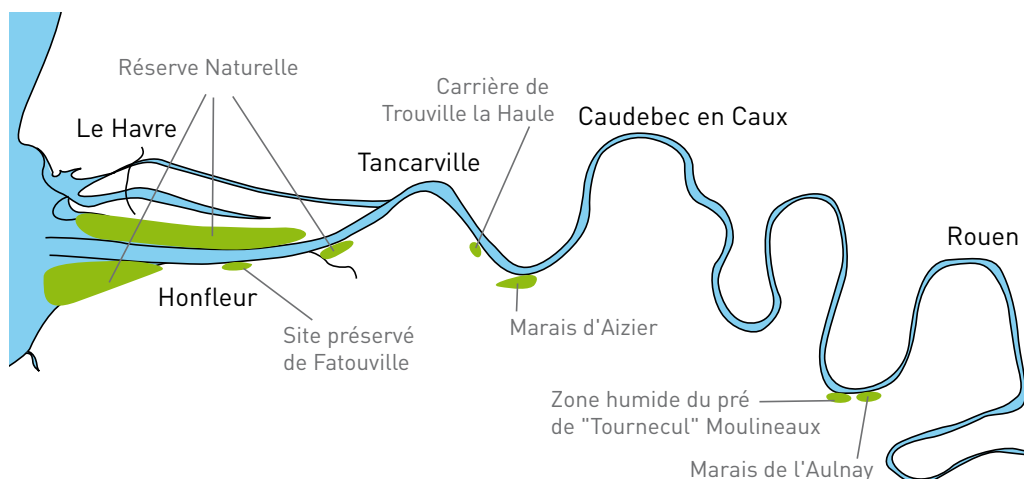 Réserve Naturelle
Le Havre
Carrière de
Trouville la Haule
Caudebec en Caux
Tancarville
Rouen
Honfleur
Site préservé
de Fatouville
Marais d'Aizier
Zone humide du pré
de "Tournecul" Moulineaux
Marais de l'Aulnay